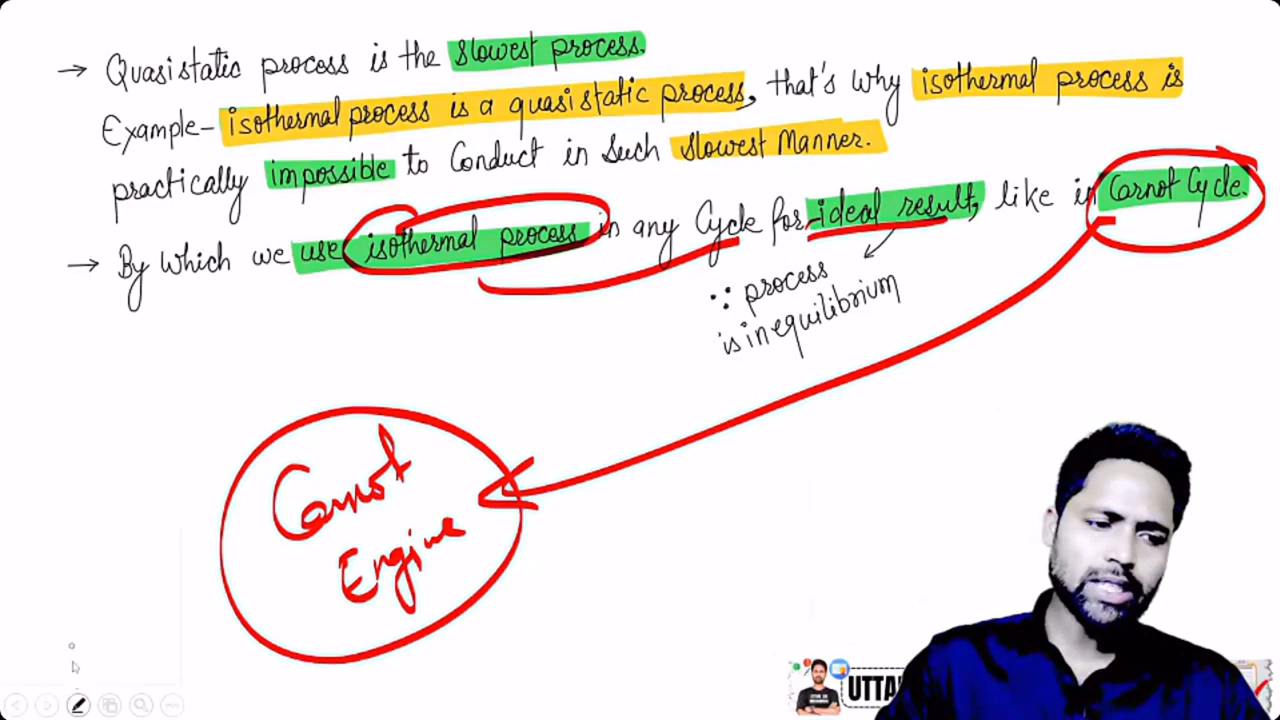 → Quasistatic process is the slowest process.
Example- isothermal process is a quasistatic process, that's why isothermal process is
practically impossible to Conduct in Such Slowest Manner.
→ By which we use isothermal process in any Cycle for ideal result, like in Carnot Cycle.
∵ process
is in equilibrium
Carnot
Engine
UTTA